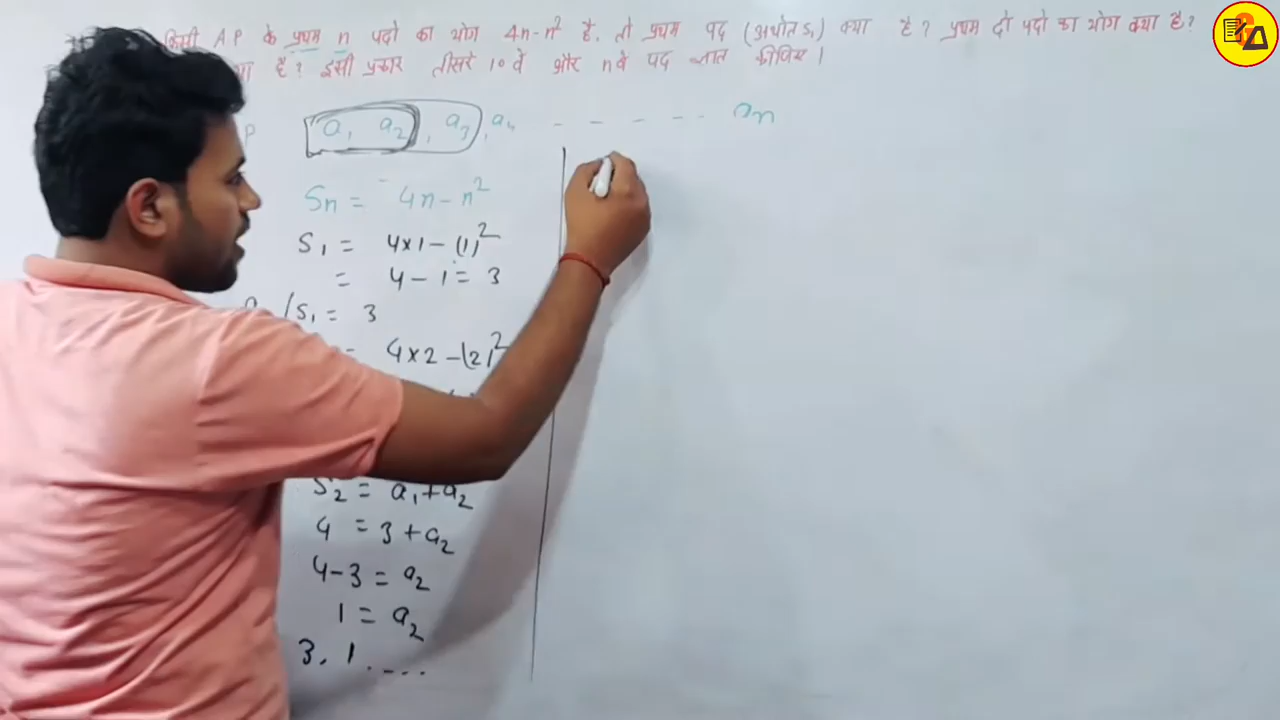 किसी A P के प्रथम n पदो का योग 4n-n² है. तो प्रथम पद (अर्थात S₁) क्या है ? प्रथम दो पदो का योग क्या है?
है ? इसी प्रकार तीसरे 10 वे और n वे पद ज्ञात कीजिए ।
P a₁ a₂ , a₃ , a₄ - - - - - an
Sn = 4n - n²
S₁ = 4×1 - (1)²
= 4 - 1 = 3
/S₁ = 3
= 4×2 - (2)²
S₂ = a₁+a₂
4 = 3 + a₂
4-3 = a₂
1 = a₂
3, 1 . - - -